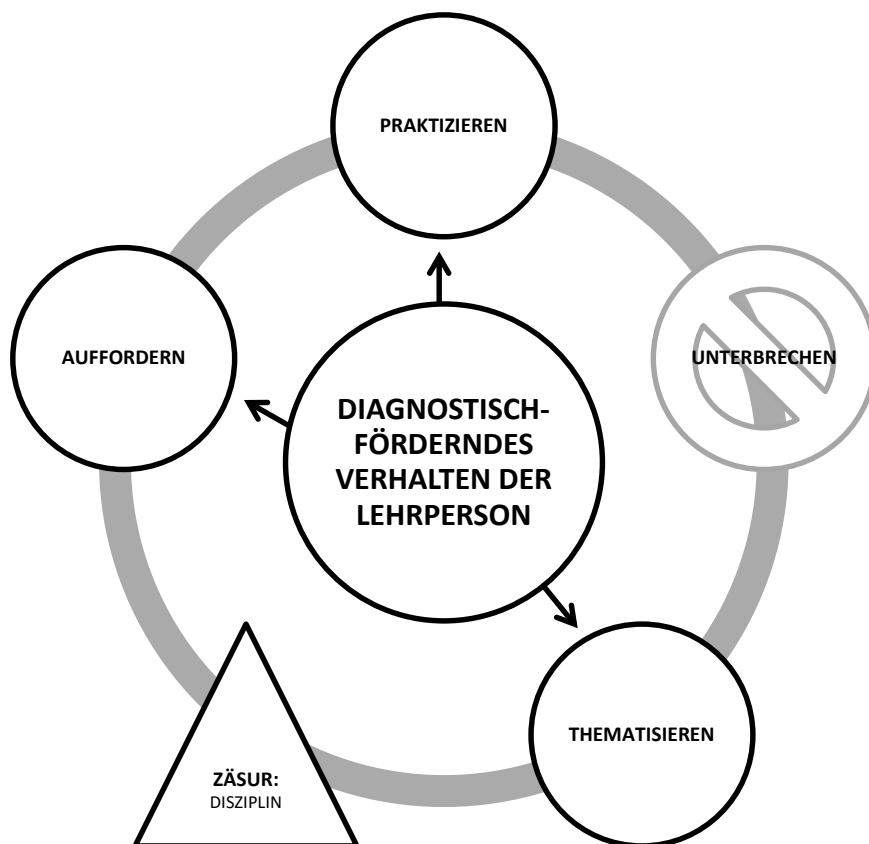 PRAKTIZIEREN
AUFFORDERN
UNTERBRECHEN
DIAGNOSTISCH-
FÖRDERNDES
VERHALTEN DER
LEHRPERSON
THEMATISIEREN
ZÄSUR:
DISZIPLIN